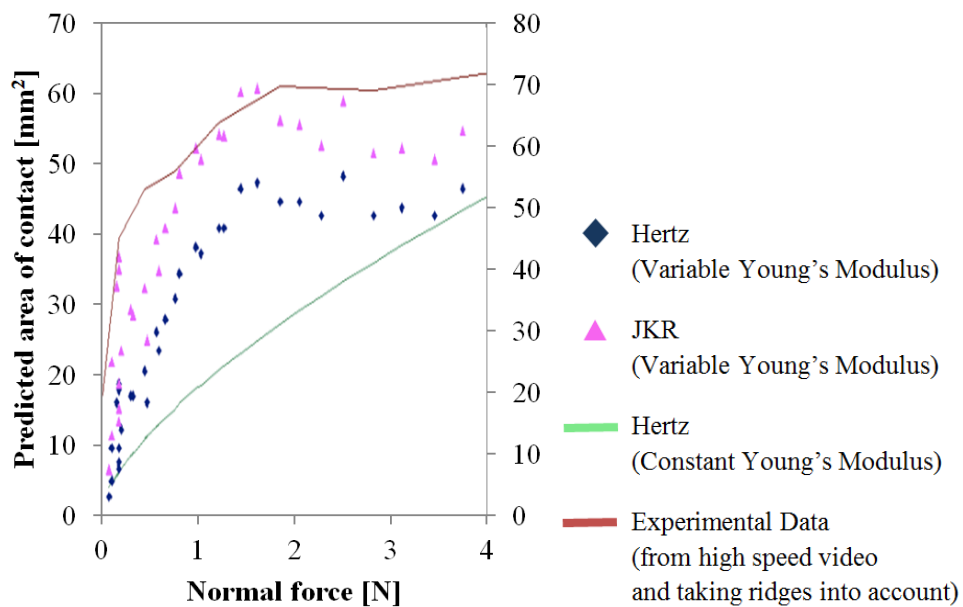 Predicted area of contact [mm²]
70
60
50
40
30
20
10
0
80
70
60
50
40
30
20
10
0
0 1 2 3 4
Normal force [N]
Hertz
(Variable Young's Modulus)
JKR
(Variable Young's Modulus)
Hertz
(Constant Young's Modulus)
Experimental Data
(from high speed video
and taking ridges into account)